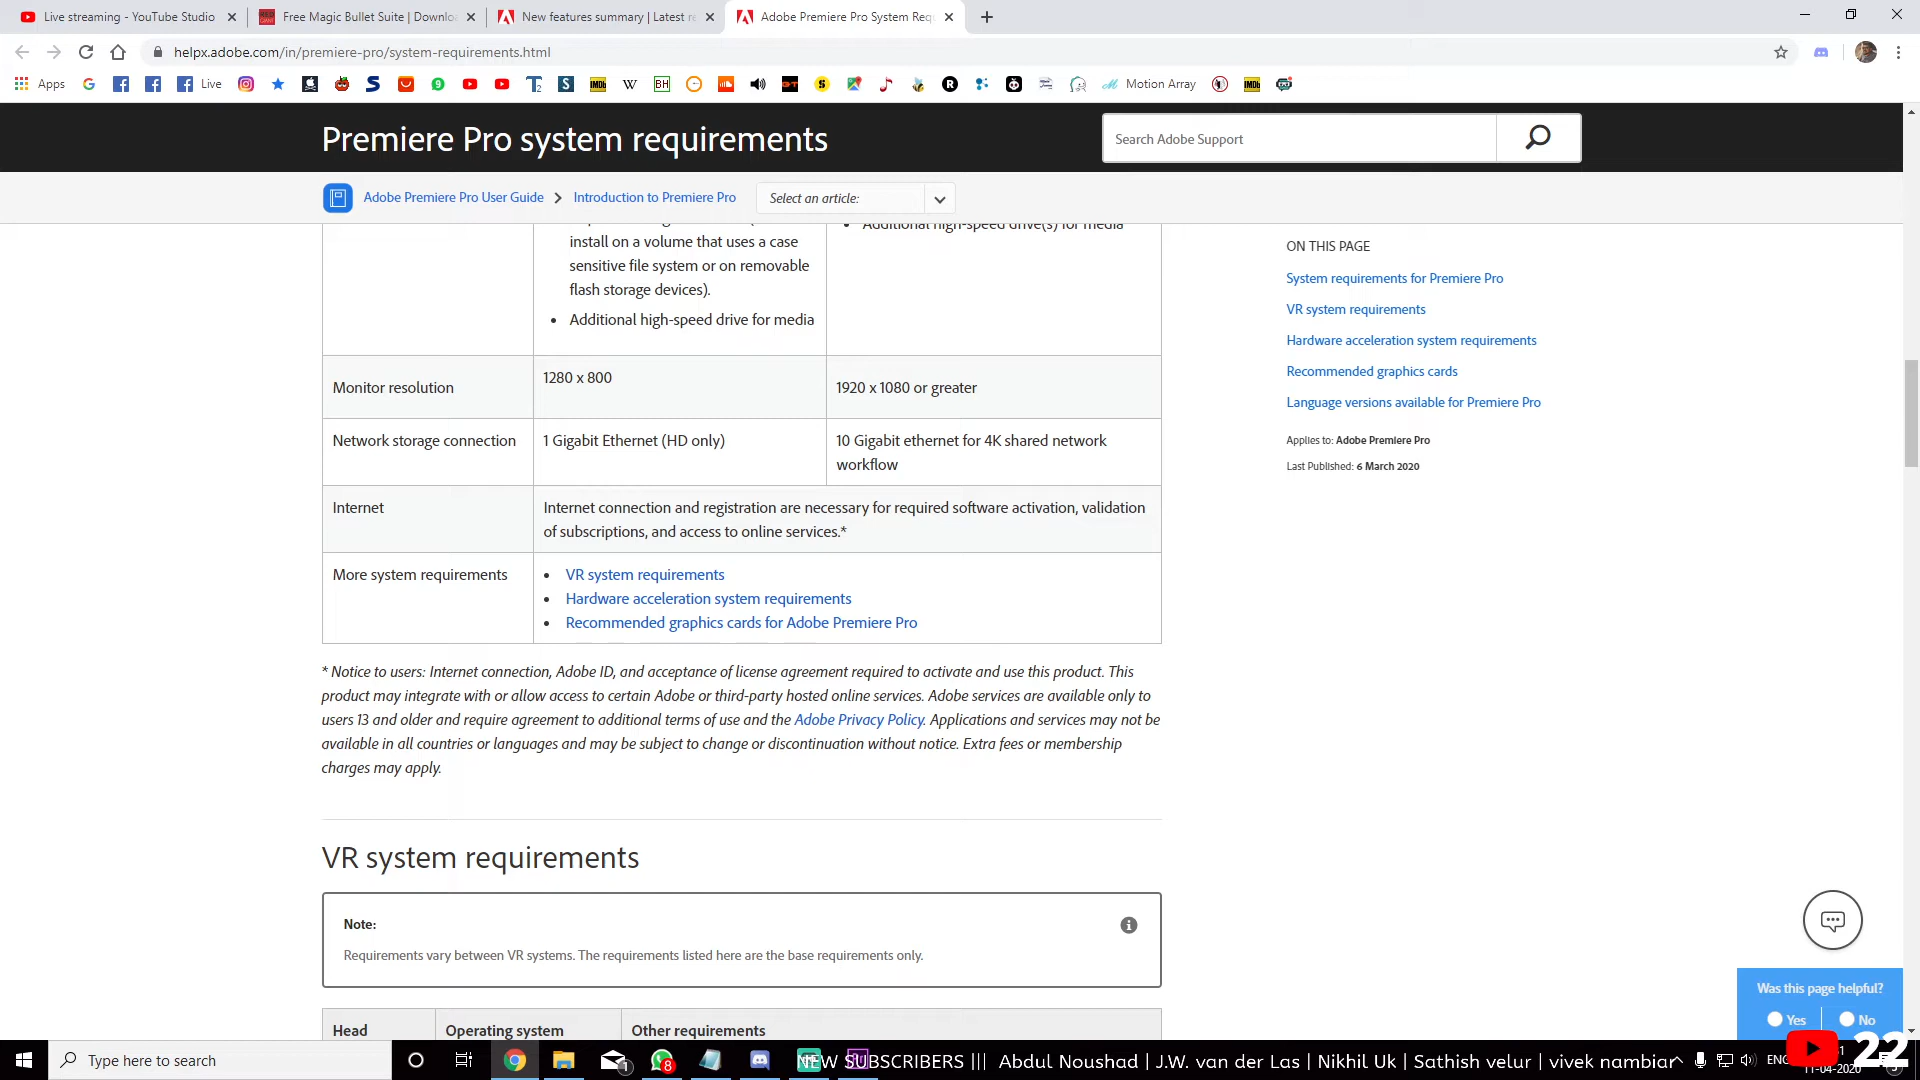 Live streaming - YouTube Studio
Free Magic Bullet Suite | Downlo
New features summary | Latest re
Adobe Premiere Pro System Req
helpx.adobe.com/in/premiere-pro/system-requirements.html
Apps
Live
Motion Array
Premiere Pro system requirements
Search Adobe Support
Adobe Premiere Pro User Guide
Introduction to Premiere Pro
Select an article:
install on a volume that uses a case
sensitive file system or on removable
flash storage devices).
Additional high-speed drive for media
Additional high-speed drive(s) for media
Monitor resolution
1280 x 800
1920 x 1080 or greater
Network storage connection
1 Gigabit Ethernet (HD only)
10 Gigabit ethernet for 4K shared network
workflow
Internet
Internet connection and registration are necessary for required software activation, validation
of subscriptions, and access to online services.*
More system requirements
VR system requirements
Hardware acceleration system requirements
Recommended graphics cards for Adobe Premiere Pro
* Notice to users: Internet connection, Adobe ID, and acceptance of license agreement required to activate and use this product. This
product may integrate with or allow access to certain Adobe or third-party hosted online services. Adobe services are available only to
users 13 and older and require agreement to additional terms of use and the Adobe Privacy Policy. Applications and services may not be
available in all countries or languages and may be subject to change or discontinuation without notice. Extra fees or membership
charges may apply.
VR system requirements
Note:
Requirements vary between VR systems. The requirements listed here are the base requirements only.
Head
Operating system
Other requirements
ON THIS PAGE
System requirements for Premiere Pro
VR system requirements
Hardware acceleration system requirements
Recommended graphics cards
Language versions available for Premiere Pro
Applies to: Adobe Premiere Pro
Last Published: 6 March 2020
Was this page helpful?
Yes
No
Type here to search
NEW SUBSCRIBERS ||| Abdul Noushad | J.W. van der Las | Nikhil Uk | Sathish velur | vivek nambiar
ENG
11-04-2020
22